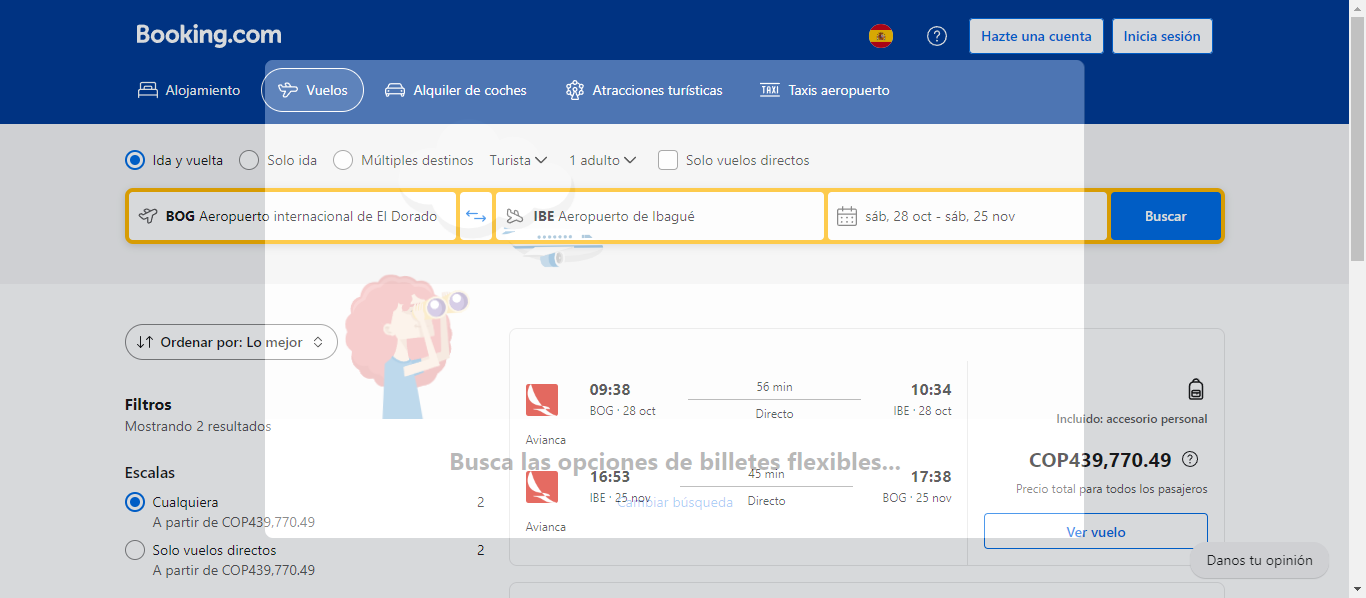 Booking.com
Hazte una cuenta
Inicia sesión
Alojamiento
Vuelos
Alquiler de coches
Atracciones turísticas
TAXI Taxis aeropuerto
Ida y vuelta
Solo ida
Múltiples destinos
Turista
1 adulto
Solo vuelos directos
BOG Aeropuerto internacional de El Dorado
IBE Aeropuerto de Ibagué
sáb, 28 oct - sáb, 25 nov
Buscar
Ordenar por: Lo mejor
Filtros
Mostrando 2 resultados
Escalas
Cualquiera 2
A partir de COP439,770.49
Solo vuelos directos 2
A partir de COP439,770.49
09:38
BOG · 28 oct
56 min
Directo
10:34
IBE · 28 oct
Avianca
Busca las opciones de billetes flexibles...
Cambiar búsqueda
16:53
IBE · 25 nov
45 min
Directo
17:38
BOG · 25 nov
Avianca
Incluido: accesorio personal
COP439,770.49
Precio total para todos los pasajeros
Ver vuelo
Danos tu opinión